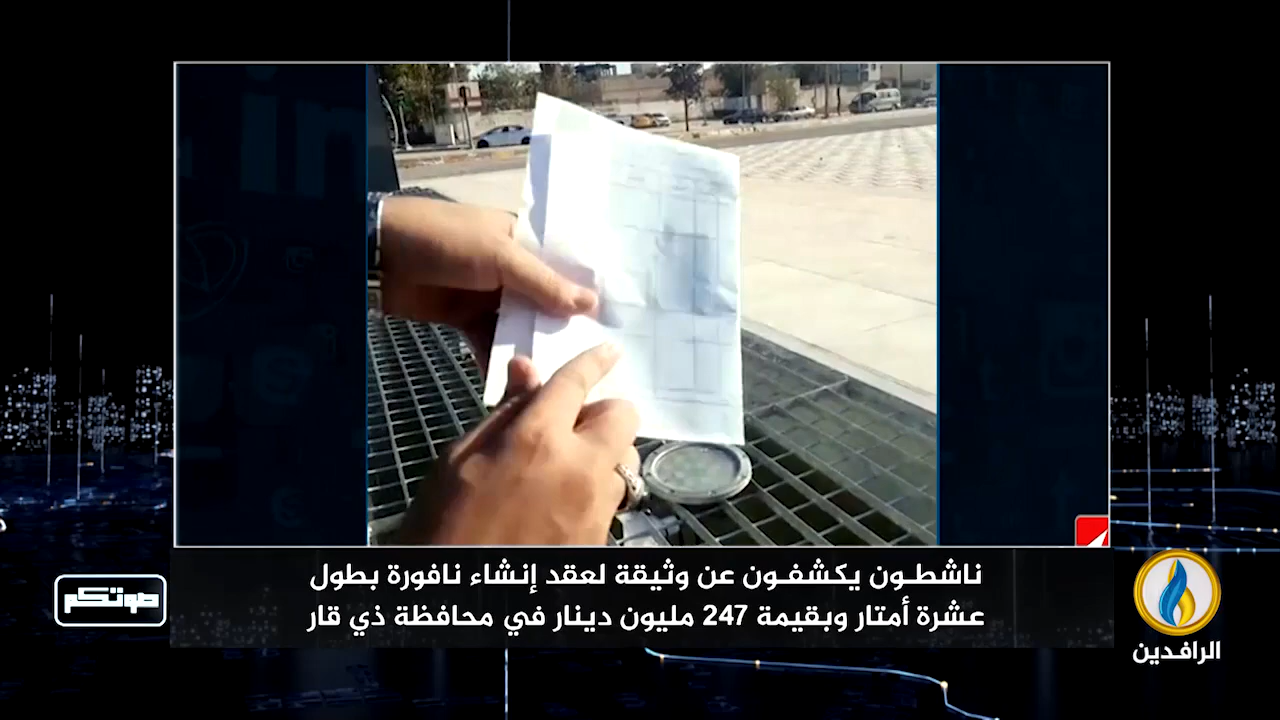 ناشطون يكشفون عن وثيقة لعقد إنشاء نافورة بطول
عشرة أمتار وبقيمة 247 مليون دينار في محافظة ذي قار
صوتكم
الرافدين
in